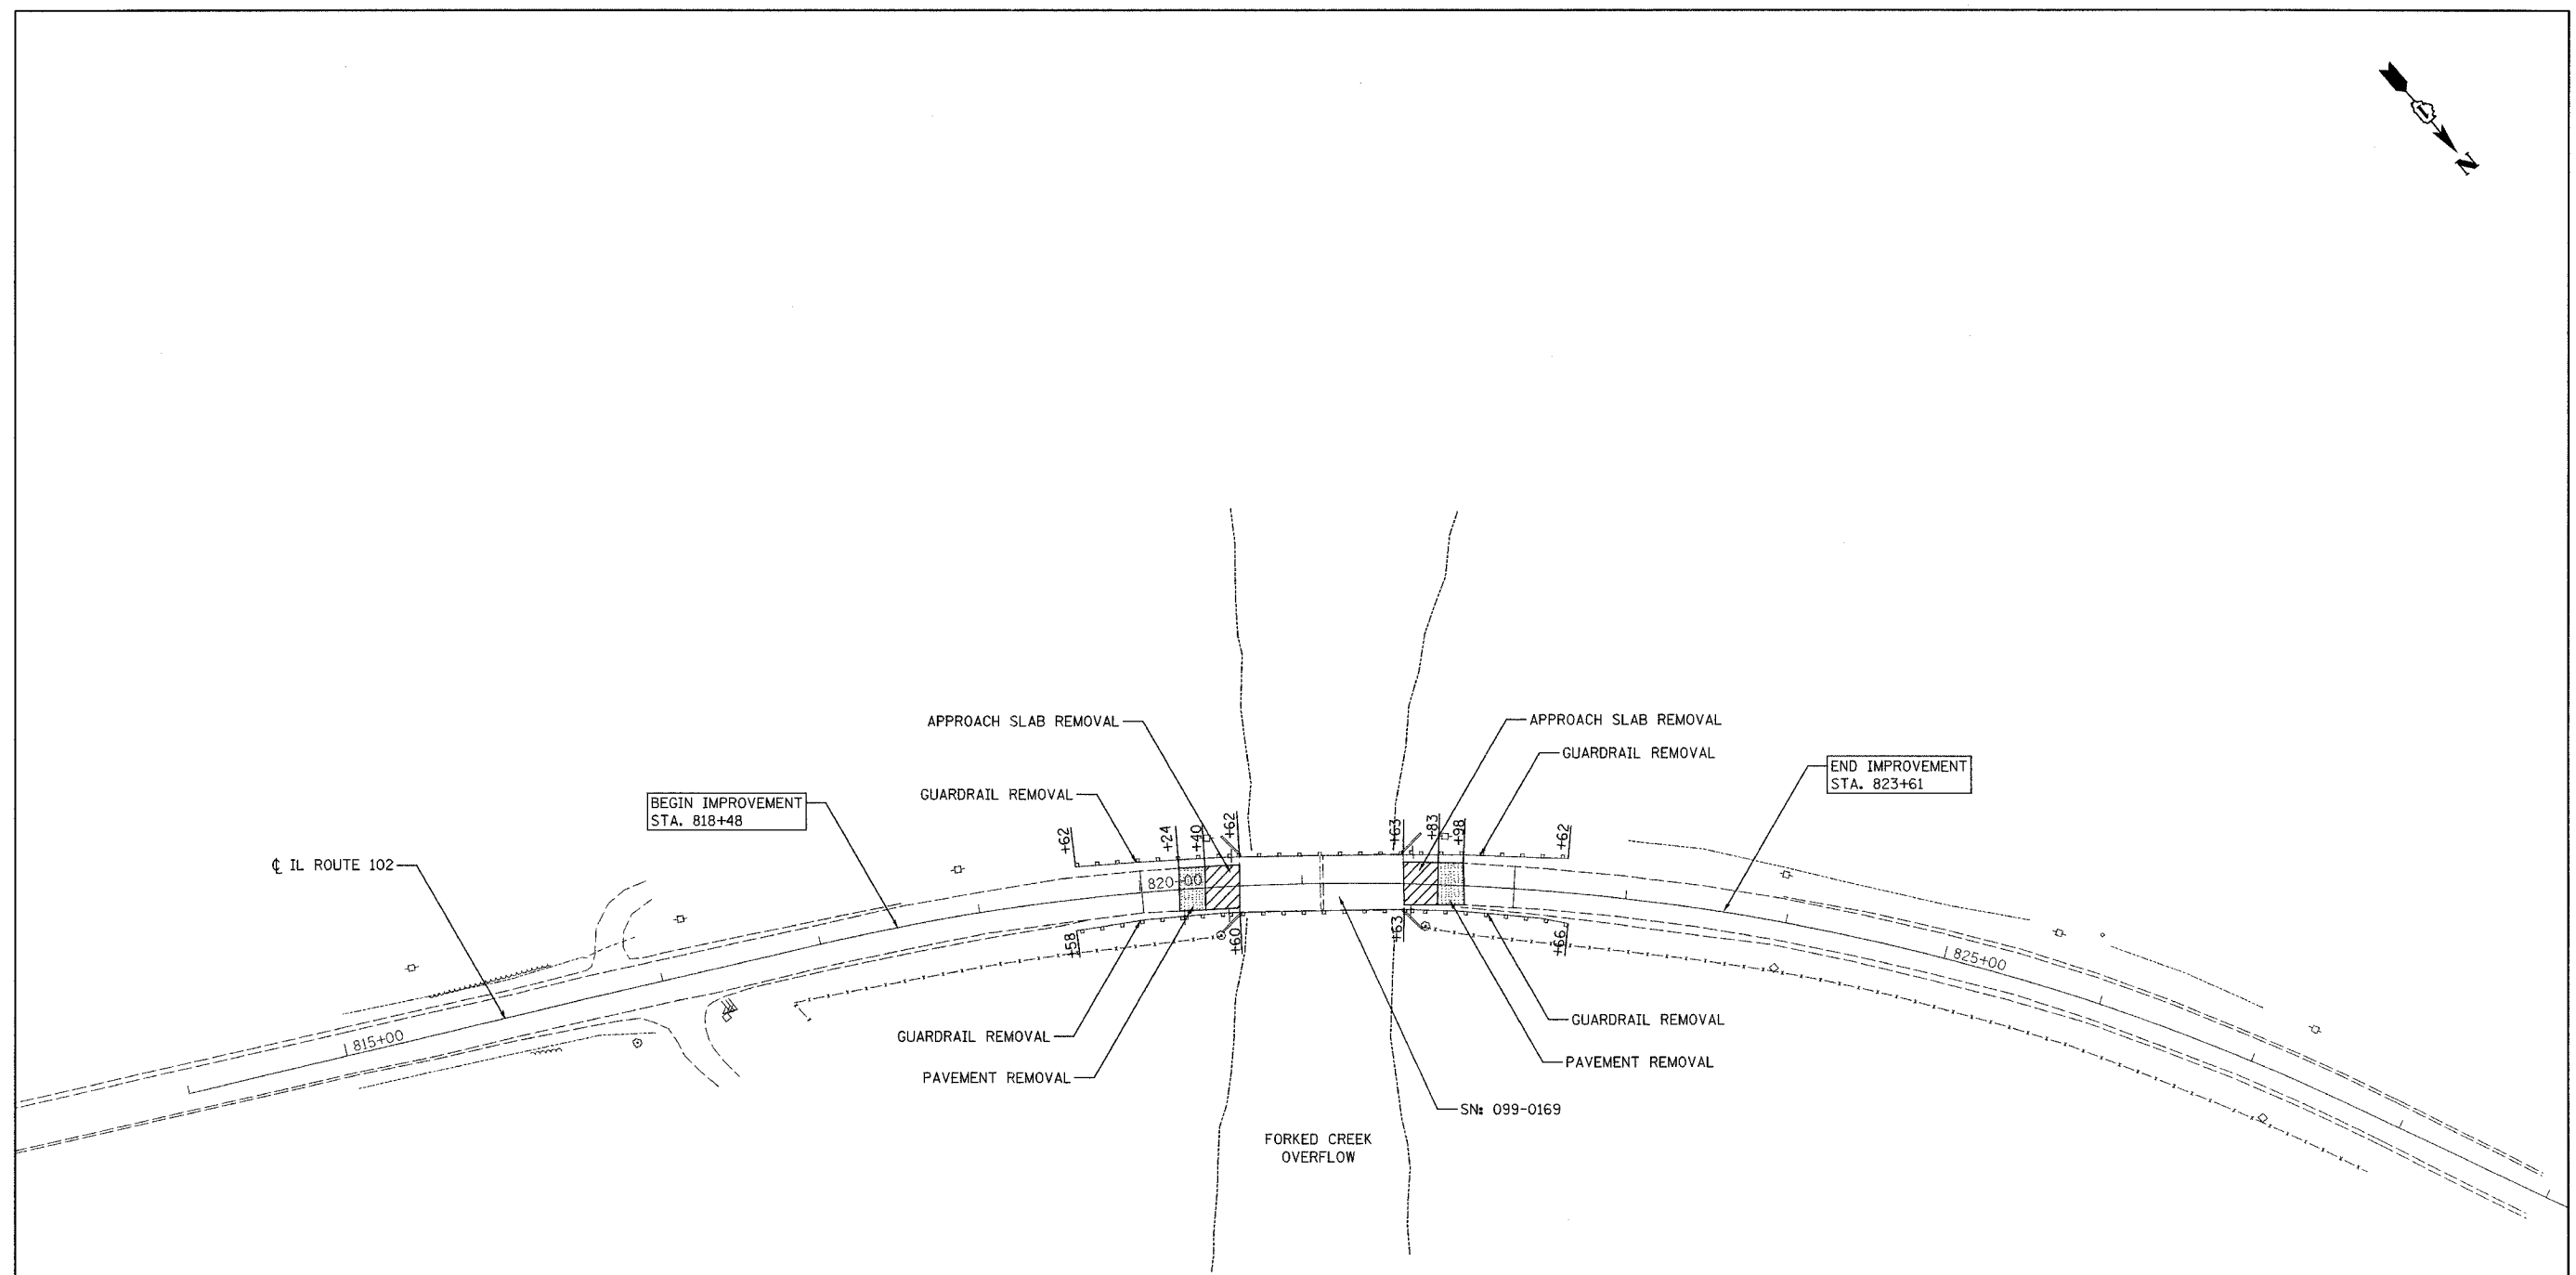 N
APPROACH SLAB REMOVAL
APPROACH SLAB REMOVAL
GUARDRAIL REMOVAL
END IMPROVEMENT
STA. 823+61
GUARDRAIL REMOVAL
BEGIN IMPROVEMENT
STA. 818+48
+62
+24
+40
+62
+63
+83
+98
+62
℄ IL ROUTE 102
820+00
+58
+60
+63
+66
825+00
815+00
GUARDRAIL REMOVAL
GUARDRAIL REMOVAL
PAVEMENT REMOVAL
PAVEMENT REMOVAL
SN: 099-0169
FORKED CREEK
OVERFLOW